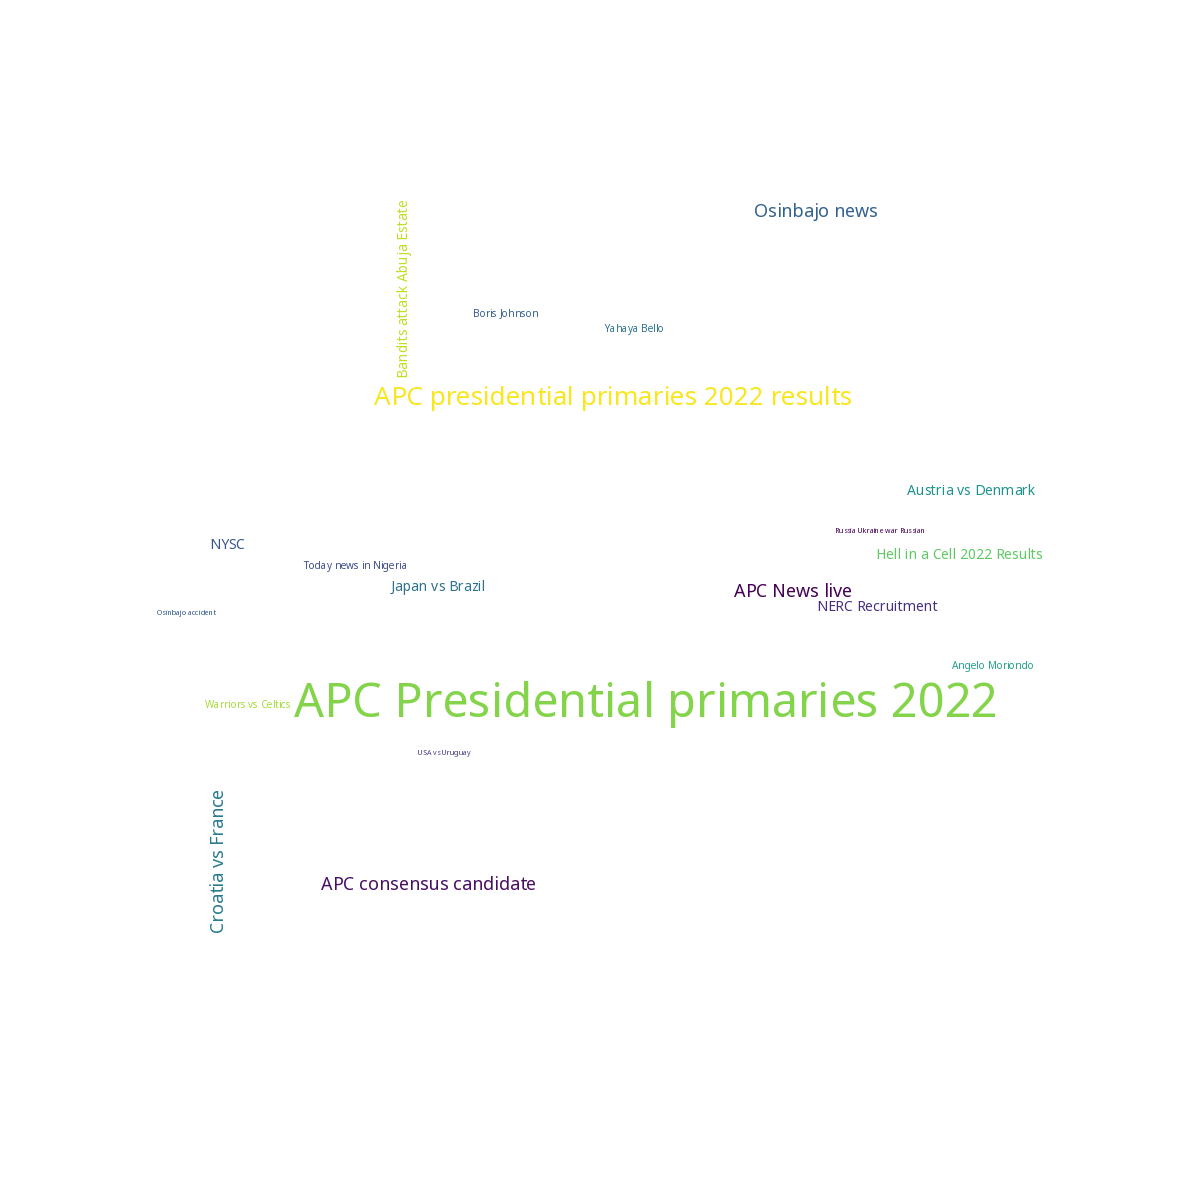 Osinbajo news
Bandits attack Abuja Estate
Boris Johnson
Yahaya Bello
APC presidential primaries 2022 results
Austria vs Denmark
Russia Ukraine war Russian
NYSC
Hell in a Cell 2022 Results
Today news in Nigeria
Japan vs Brazil
APC News live
NERC Recruitment
Osinbajo accident
Angelo Moriondo
Warriors vs Celtics
APC Presidential primaries 2022
USA vs Uruguay
Croatia vs France
APC consensus candidate